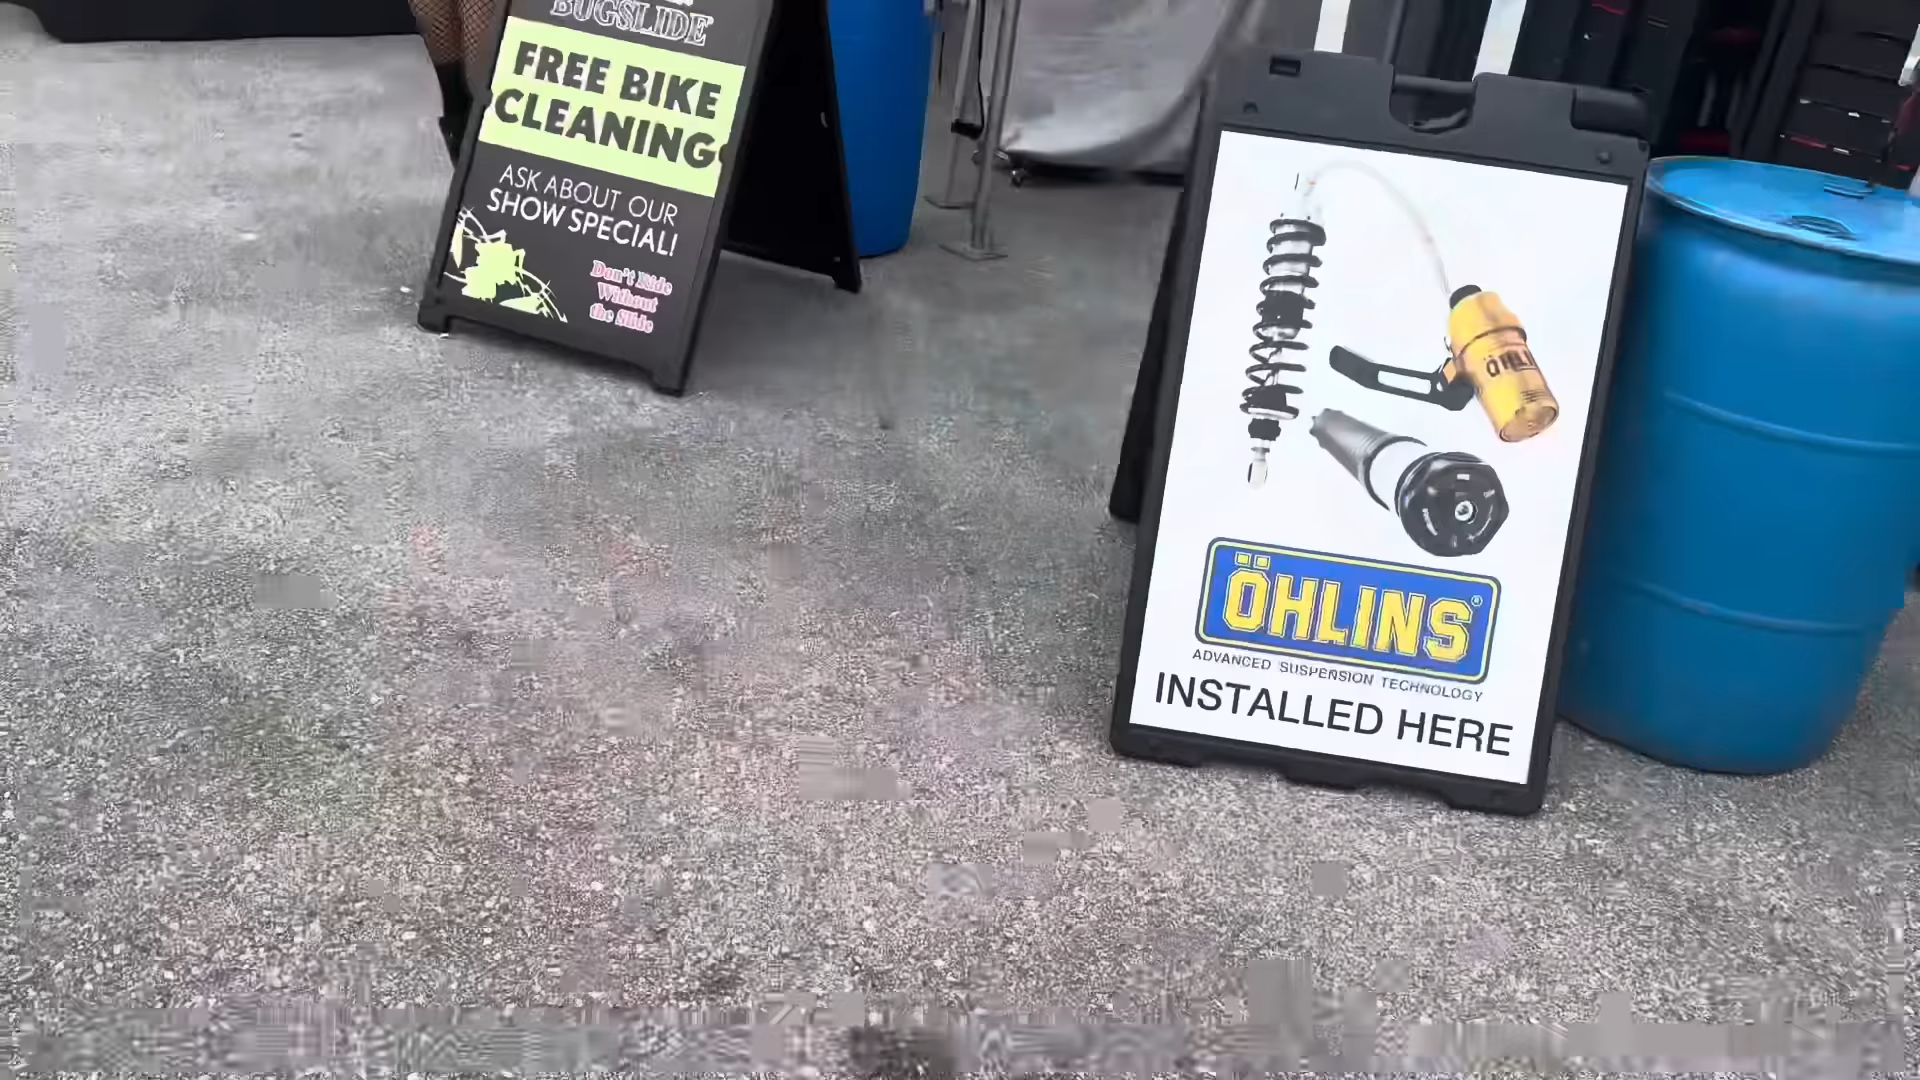 BUGSLIDE
FREE BIKE
CLEANING
ASK ABOUT OUR
SHOW SPECIAL!
Don't Ride
Without
the Slide
ÖHLINS®
ADVANCED SUSPENSION TECHNOLOGY
INSTALLED HERE